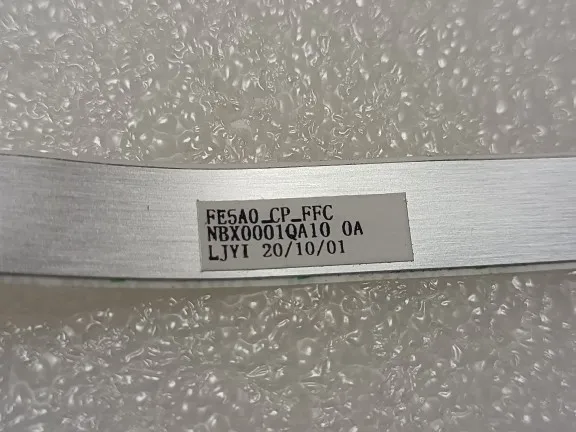 FE5A0_CP_FFC
NBX0001QA10 0A
LJYI 20/10/01